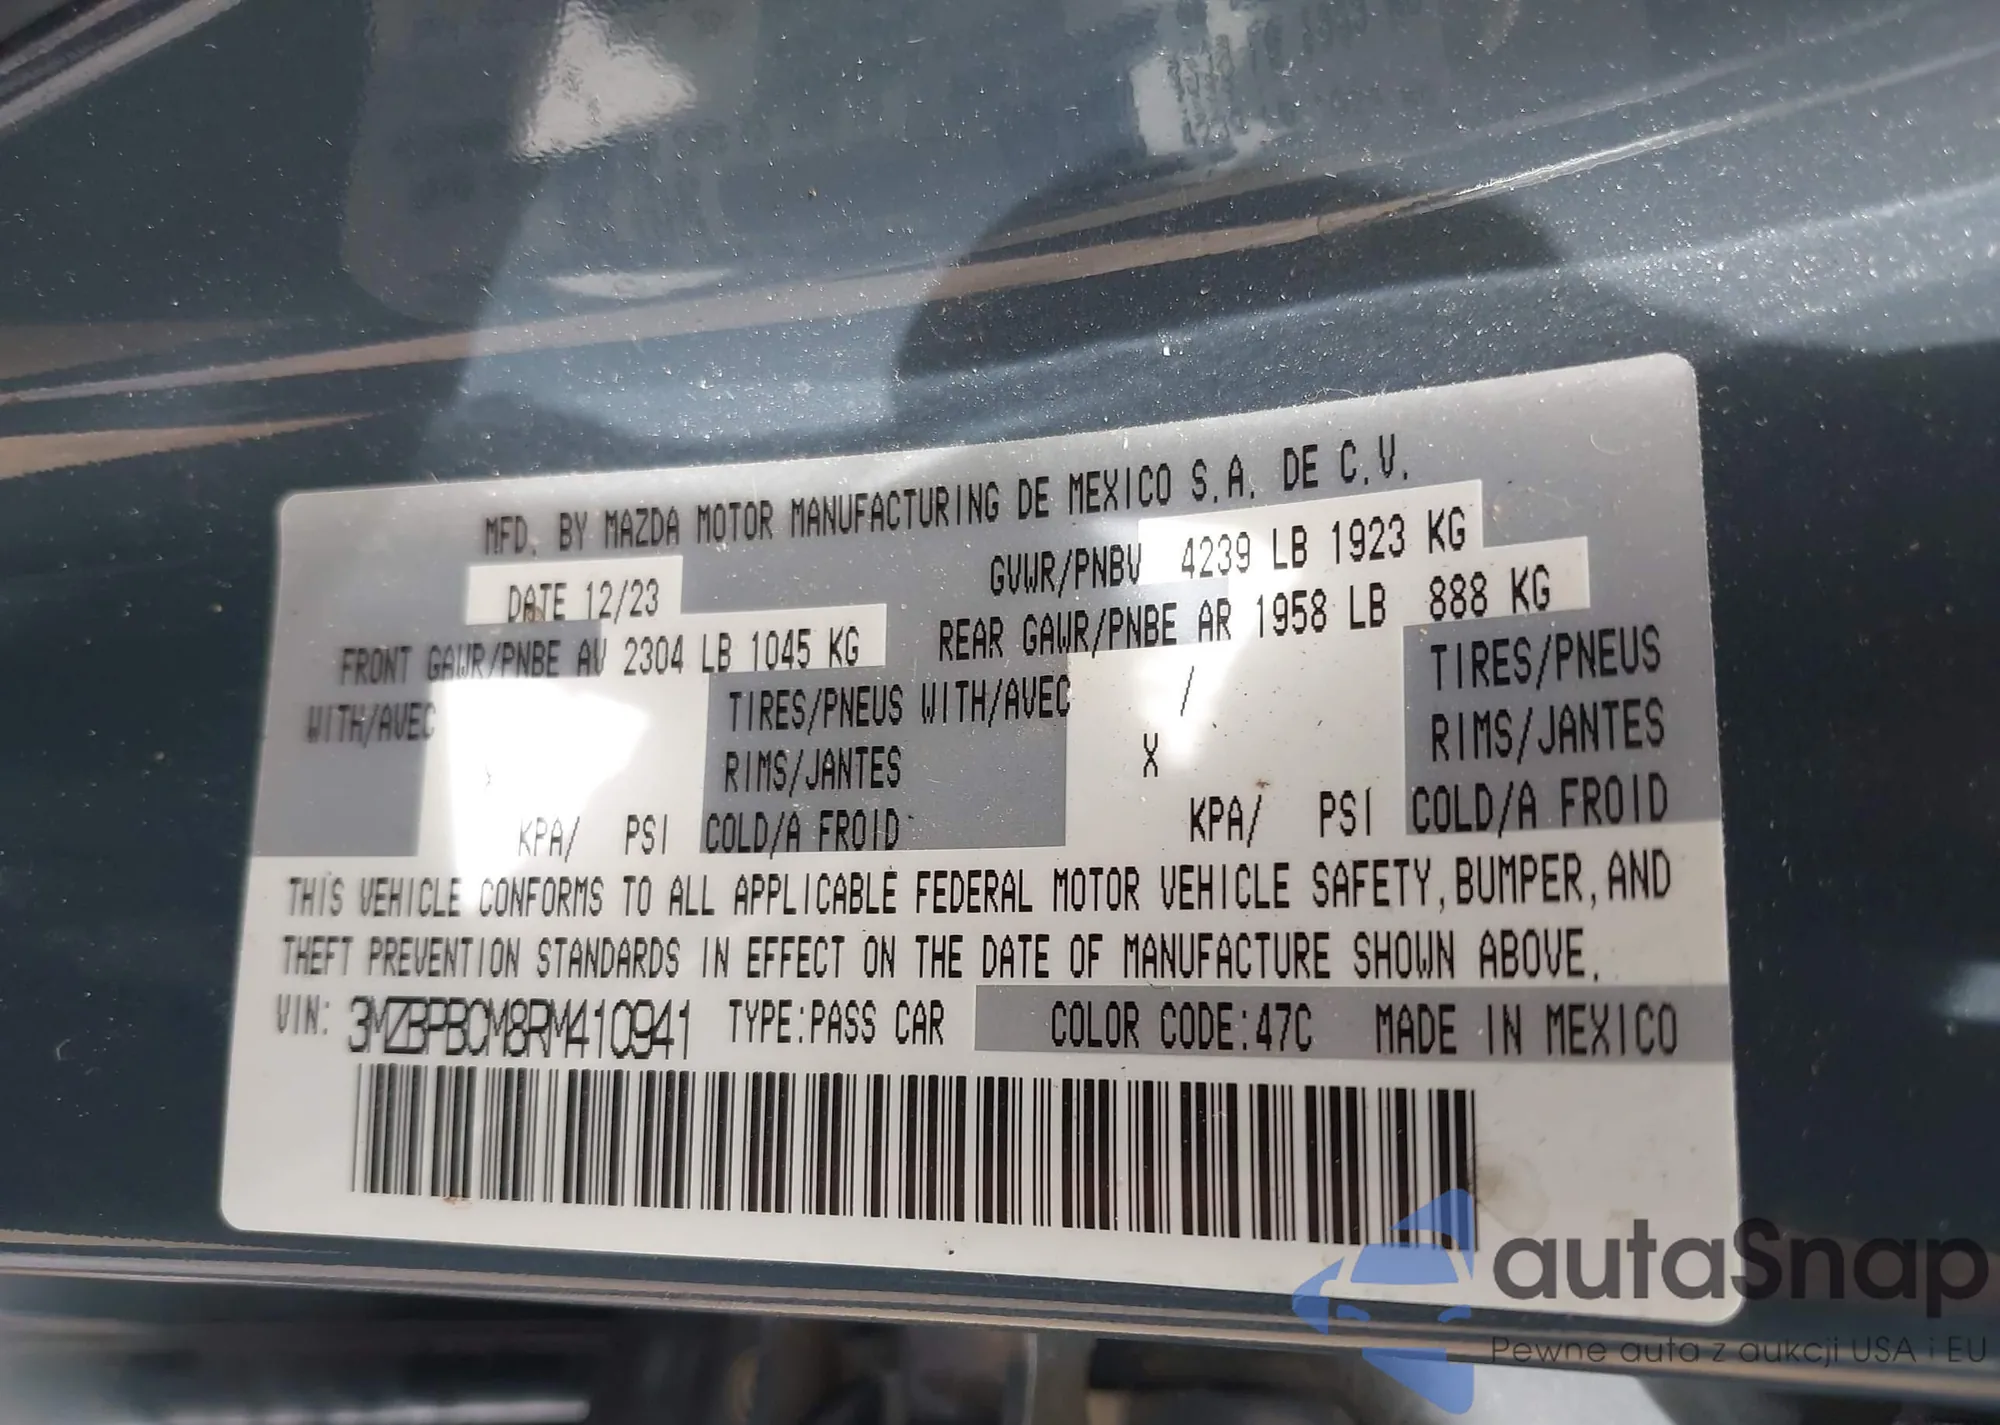 MFD. BY MAZDA MOTOR MANUFACTURING DE MEXICO S.A. DE C.V.
DATE 12/23 GVWR/PNBV 4239 LB 1923 KG
FRONT GAWR/PNBE AV 2304 LB 1045 KG REAR GAWR/PNBE AR 1958 LB 888 KG
WITH/AVEC TIRES/PNEUS WITH/AVEC / TIRES/PNEUS
RIMS/JANTES X RIMS/JANTES
KPA/ PSI COLD/A FROID KPA/ PSI COLD/A FROID
THIS VEHICLE CONFORMS TO ALL APPLICABLE FEDERAL MOTOR VEHICLE SAFETY, BUMPER, AND
THEFT PREVENTION STANDARDS IN EFFECT ON THE DATE OF MANUFACTURE SHOWN ABOVE.
VIN: 3MZBPBCM8RM410941 TYPE:PASS CAR COLOR CODE:47C MADE IN MEXICO
autaSnap
Pewne auta z aukcji USA i EU